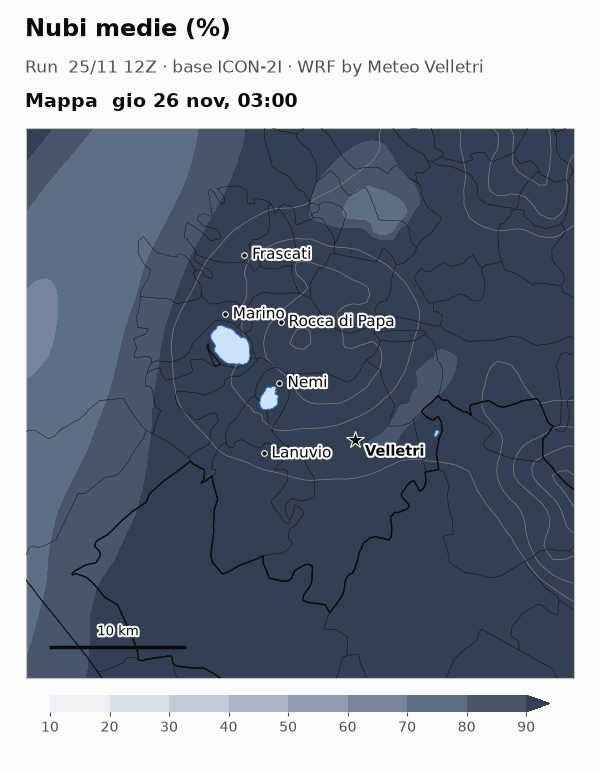 Nubi medie (%)
Run  25/11 12Z · base ICON-2I · WRF by Meteo Velletri
Mappa  gio 26 nov, 03:00
Frascati
Marino
Rocca di Papa
Nemi
Velletri
Lanuvio
10 km
10 20 30 40 50 60 70 80 90